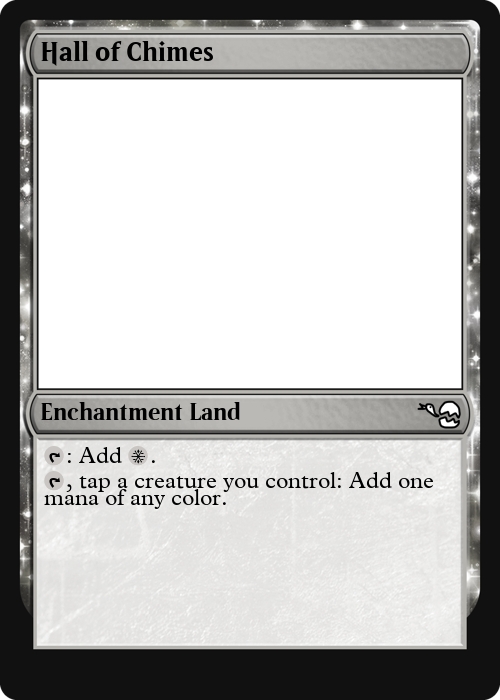 Hall of Chimes
Enchantment Land
: Add .
, tap a creature you control: Add one
mana of any color.